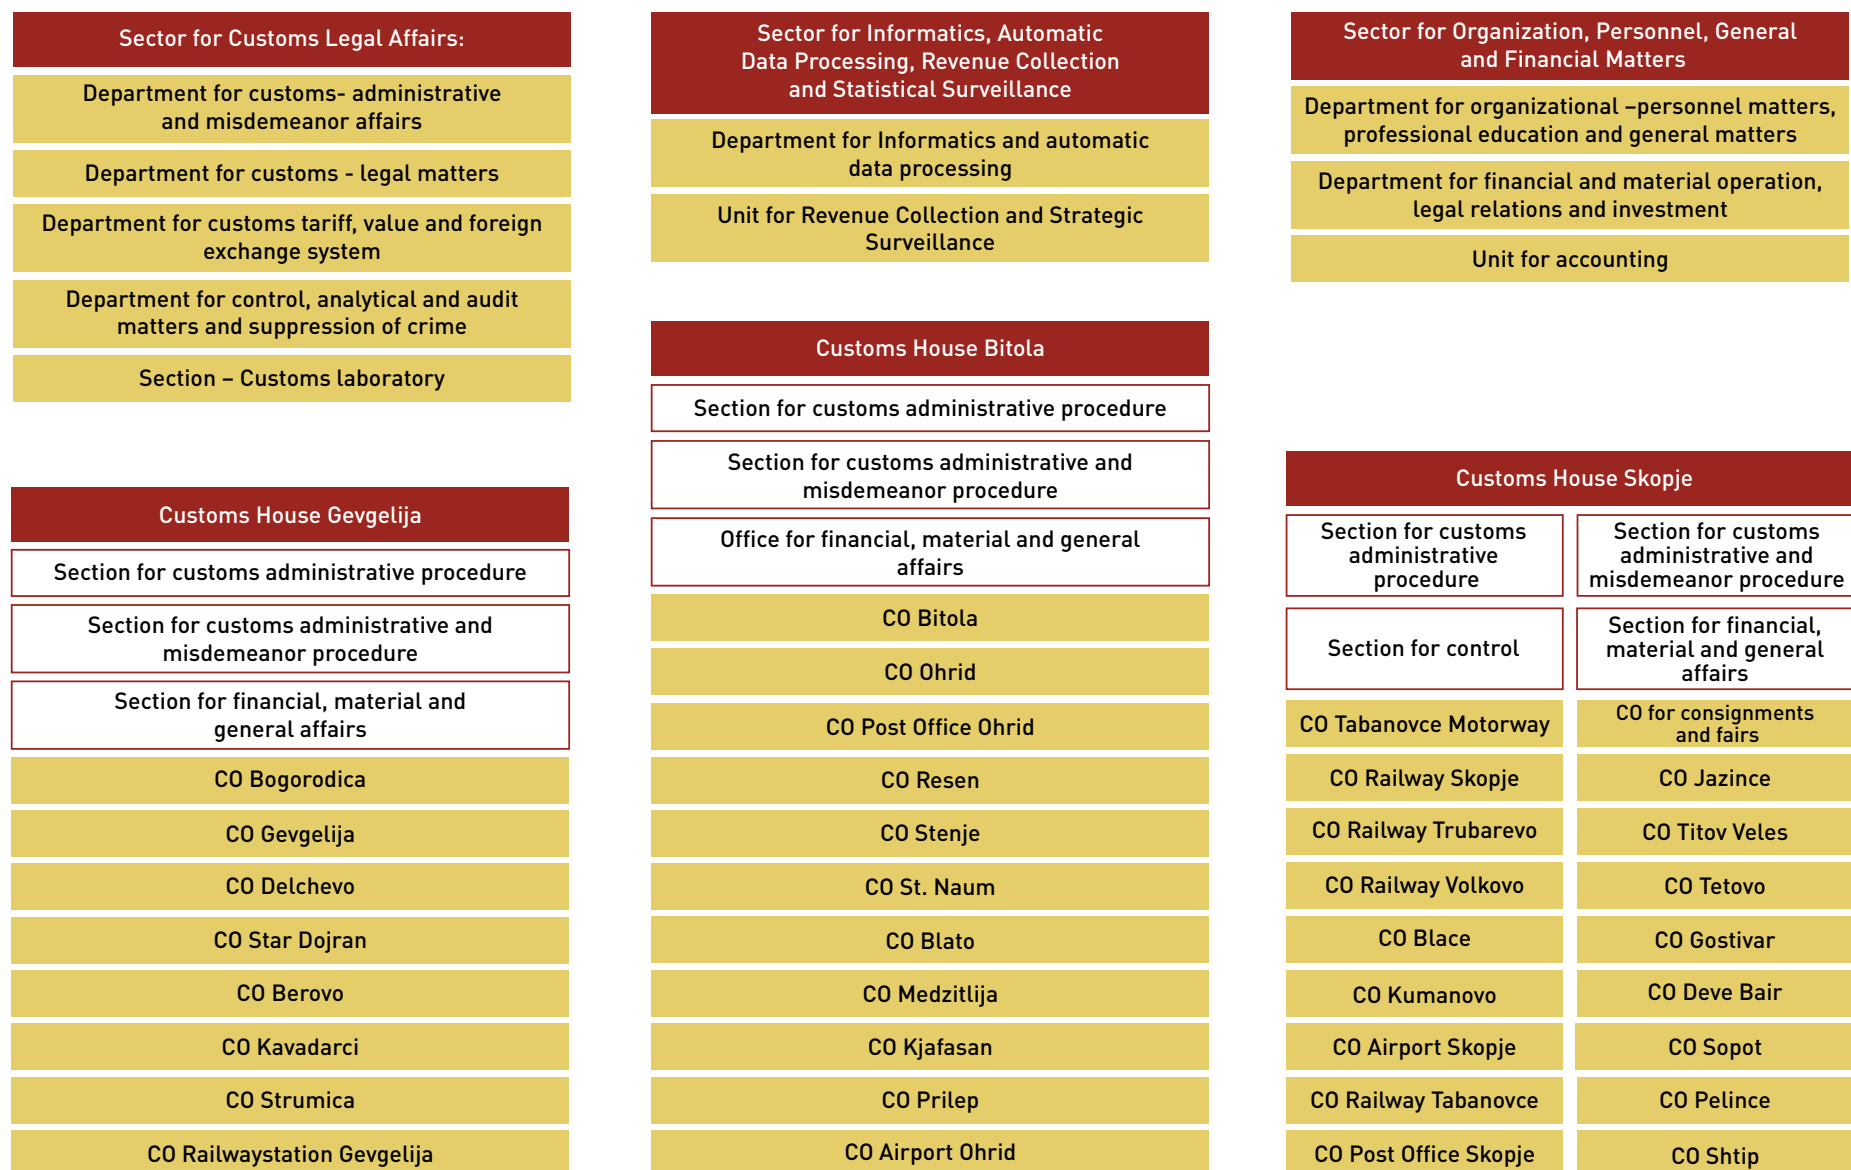 Sector for Customs Legal Affairs:
Department for customs- administrative
and misdemeanor affairs
Department for customs - legal matters
Department for customs tariff, value and foreign
exchange system
Department for control, analytical and audit
matters and suppression of crime
Section – Customs laboratory
Sector for Informatics, Automatic
Data Processing, Revenue Collection
and Statistical Surveillance
Department for Informatics and automatic
data processing
Unit for Revenue Collection and Strategic
Surveillance
Sector for Organization, Personnel, General
and Financial Matters
Department for organizational –personnel matters,
professional education and general matters
Department for financial and material operation,
legal relations and investment
Unit for accounting
Customs House Gevgelija
Section for customs administrative procedure
Section for customs administrative and
misdemeanor procedure
Section for financial, material and
general affairs
CO Bogorodica
CO Gevgelija
CO Delchevo
CO Star Dojran
CO Berovo
CO Kavadarci
CO Strumica
CO Railwaystation Gevgelija
Customs House Bitola
Section for customs administrative procedure
Section for customs administrative and
misdemeanor procedure
Office for financial, material and general
affairs
CO Bitola
CO Ohrid
CO Post Office Ohrid
CO Resen
CO Stenje
CO St. Naum
CO Blato
CO Medzitlija
CO Kjafasan
CO Prilep
CO Airport Ohrid
Customs House Skopje
Section for customs
administrative
procedure
Section for customs
administrative and
misdemeanor procedure
Section for control
Section for financial,
material and general
affairs
CO Tabanovce Motorway
CO Railway Skopje
CO Railway Trubarevo
CO Railway Volkovo
CO Blace
CO Kumanovo
CO Airport Skopje
CO Railway Tabanovce
CO Post Office Skopje
CO for consignments
and fairs
CO Jazince
CO Titov Veles
CO Tetovo
CO Gostivar
CO Deve Bair
CO Sopot
CO Pelince
CO Shtip